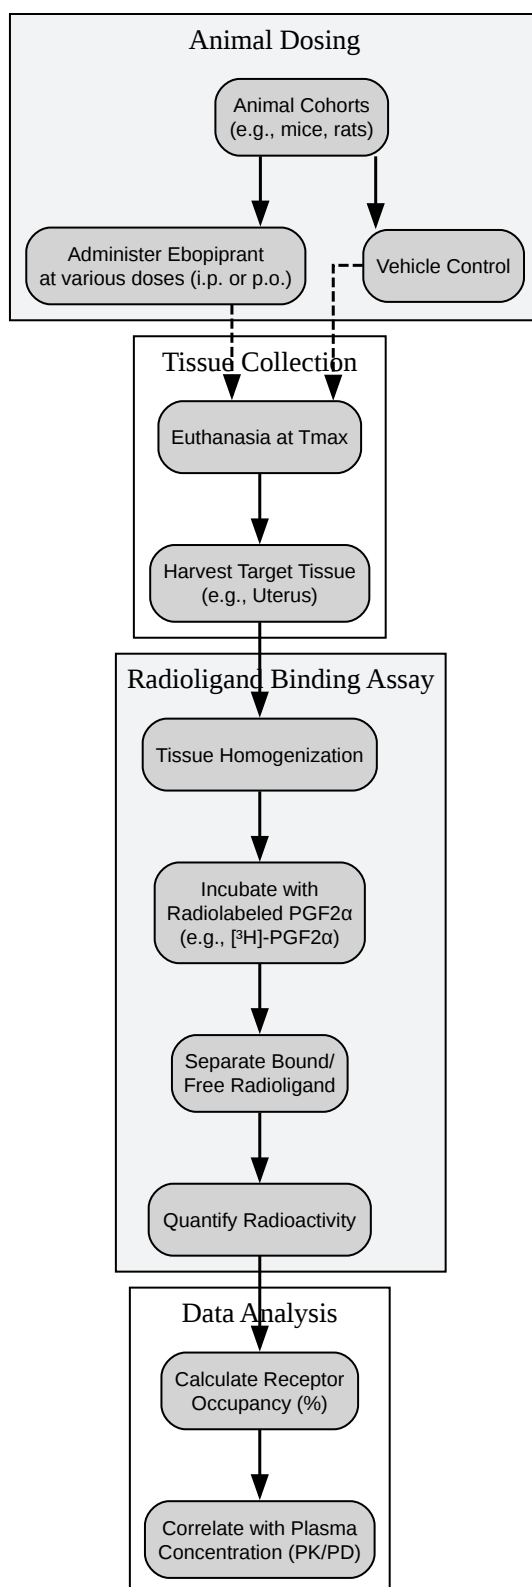 Animal Dosing
Animal Cohorts
(e.g., mice, rats)
Administer Ebopiprant
at various doses (i.p. or p.o.)
Vehicle Control
Tissue Collection
Euthanasia at Tmax
Harvest Target Tissue
(e.g., Uterus)
Radioligand Binding Assay
Tissue Homogenization
Incubate with
Radiolabeled PGF2α
(e.g., [³H]-PGF2α)
Separate Bound/
Free Radioligand
Quantify Radioactivity
Data Analysis
Calculate Receptor
Occupancy (%)
Correlate with Plasma
Concentration (PK/PD)